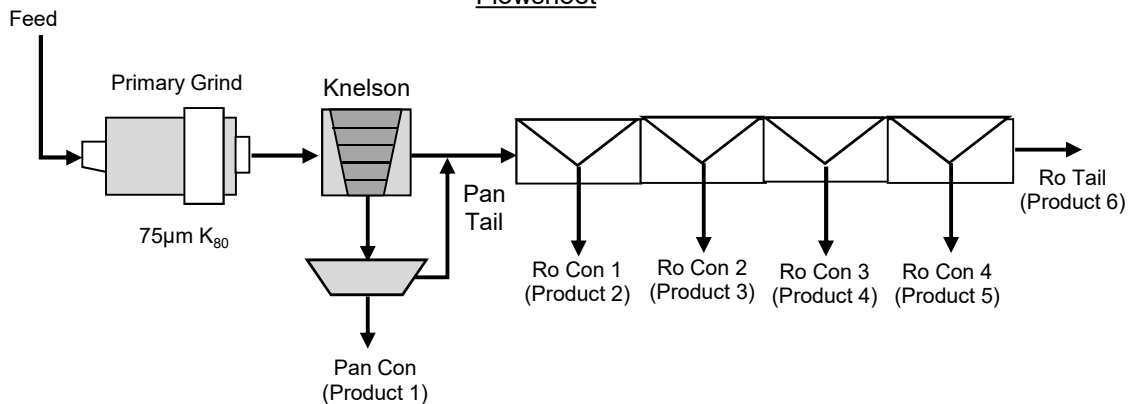 Flowsheet
Feed
Primary Grind
Knelson
75µm K80
Pan
Tail
Ro Tail
(Product 6)
Ro Con 1
(Product 2)
Ro Con 2
(Product 3)
Ro Con 3
(Product 4)
Ro Con 4
(Product 5)
Pan Con
(Product 1)